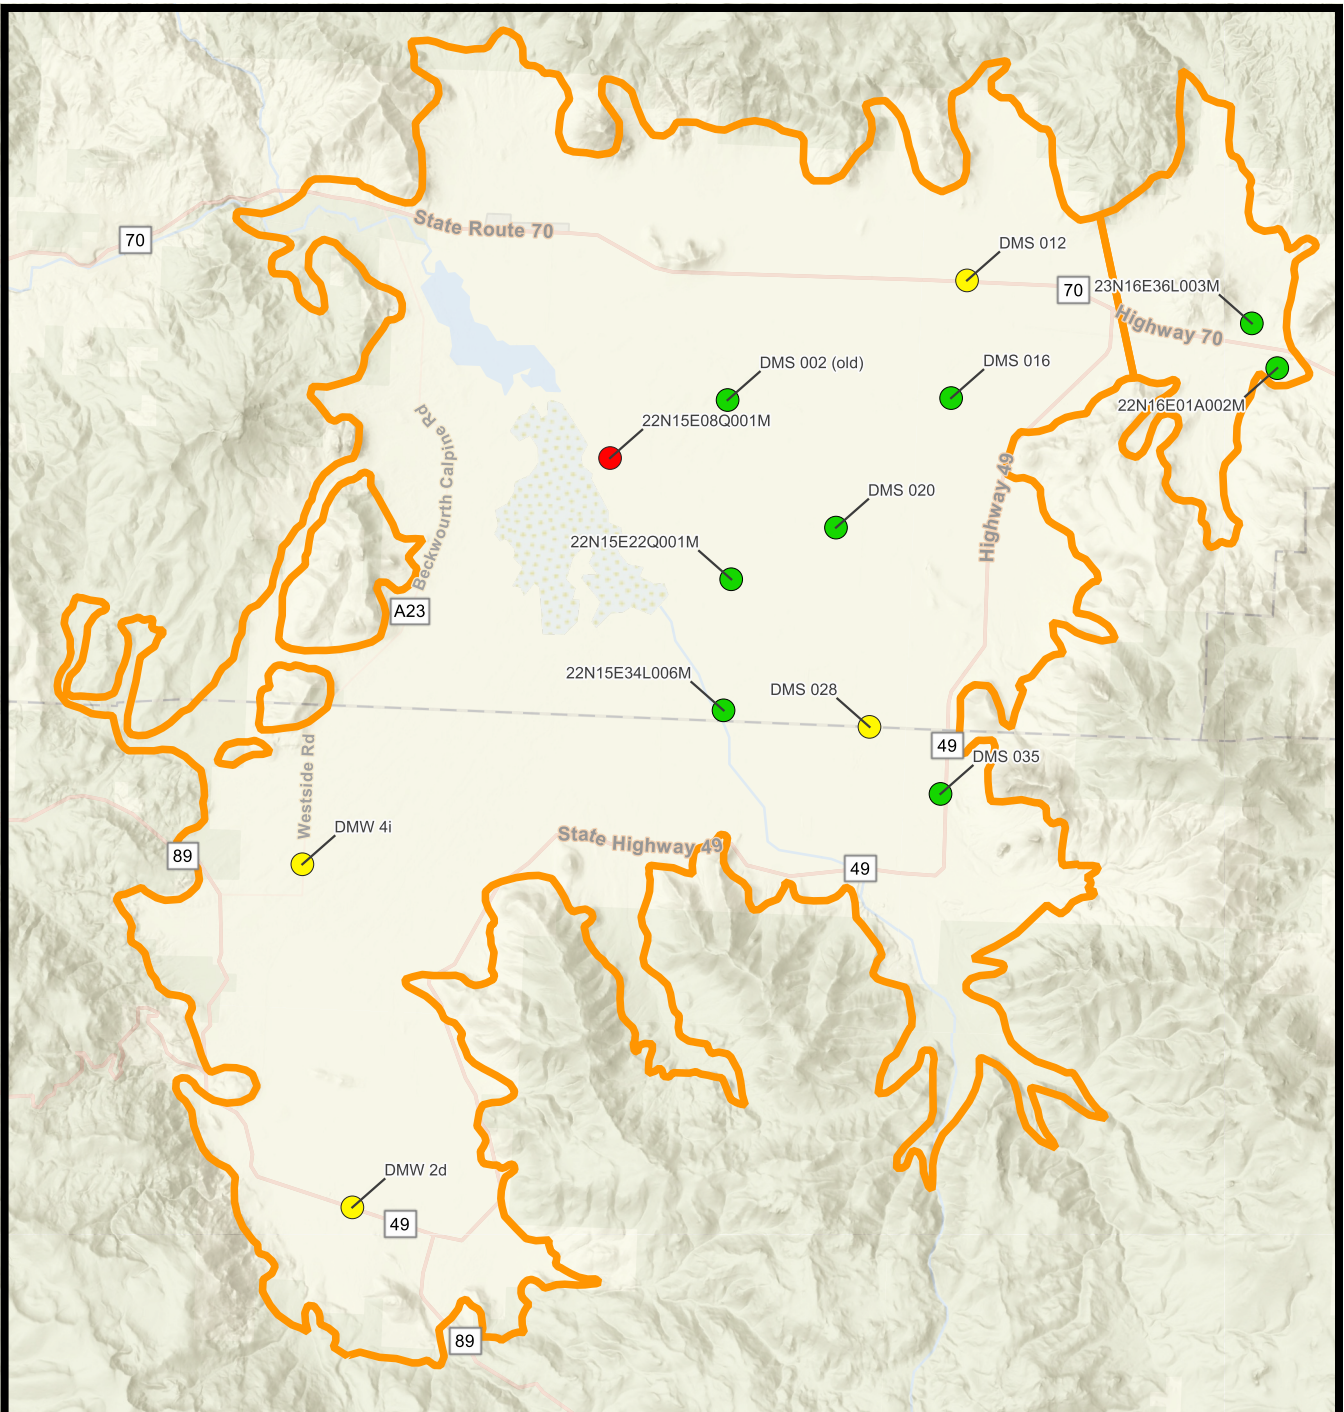 State Route 70
70
DMS 012
23N16E36L003M
70
Highway 70
DMS 002 (old)
DMS 016
22N16E01A002M
22N15E08Q001M
Beckwourth Calpine Rd
Highway 49
DMS 020
22N15E22Q001M
A23
22N15E34L006M
DMS 028
49
DMS 035
Westside Rd
DMW 4i
State Highway 49
89
49
DMW 2d
49
89